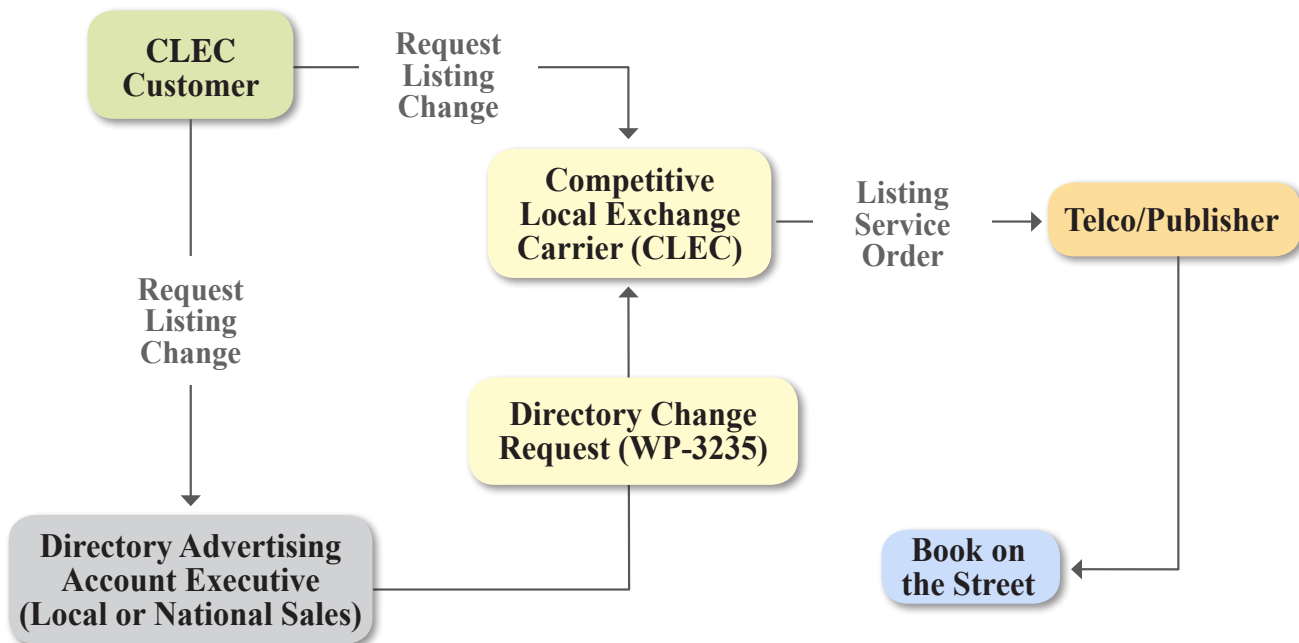 CLEC
Customer
Request
Listing
Change
Competitive
Local Exchange
Carrier (CLEC)
Listing
Service
Order
Telco/Publisher
Request
Listing
Change
Directory Change
Request (WP-3235)
Directory Advertising
Account Executive
(Local or National Sales)
Book on
the Street